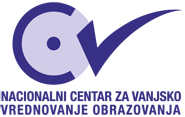 NACIONALNI CENTAR ZA VANJSKO
VREDNOVANJE OBRAZOVANJA